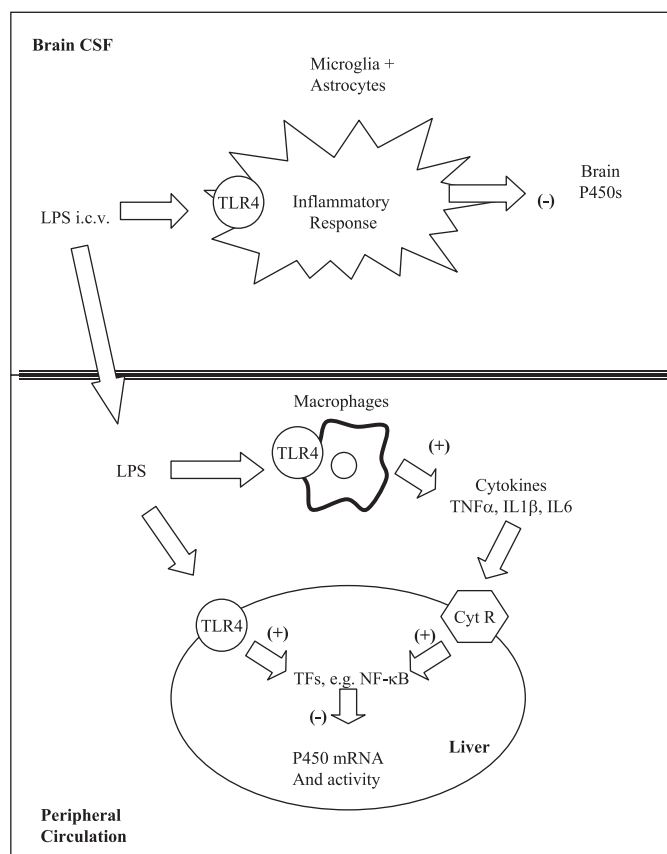 Brain CSF
Microglia +
Astrocytes
LPS i.c.v.
TLR4
Inflammatory
Response
(-)
Brain
P450s
Macrophages
LPS
TLR4
(+)
Cytokines
TNFα, IL1β, IL6
TLR4
Cyt R
(+)
(+)
TFs, e.g. NF-κB
(-)
P450 mRNA
And activity
Liver
Peripheral
Circulation